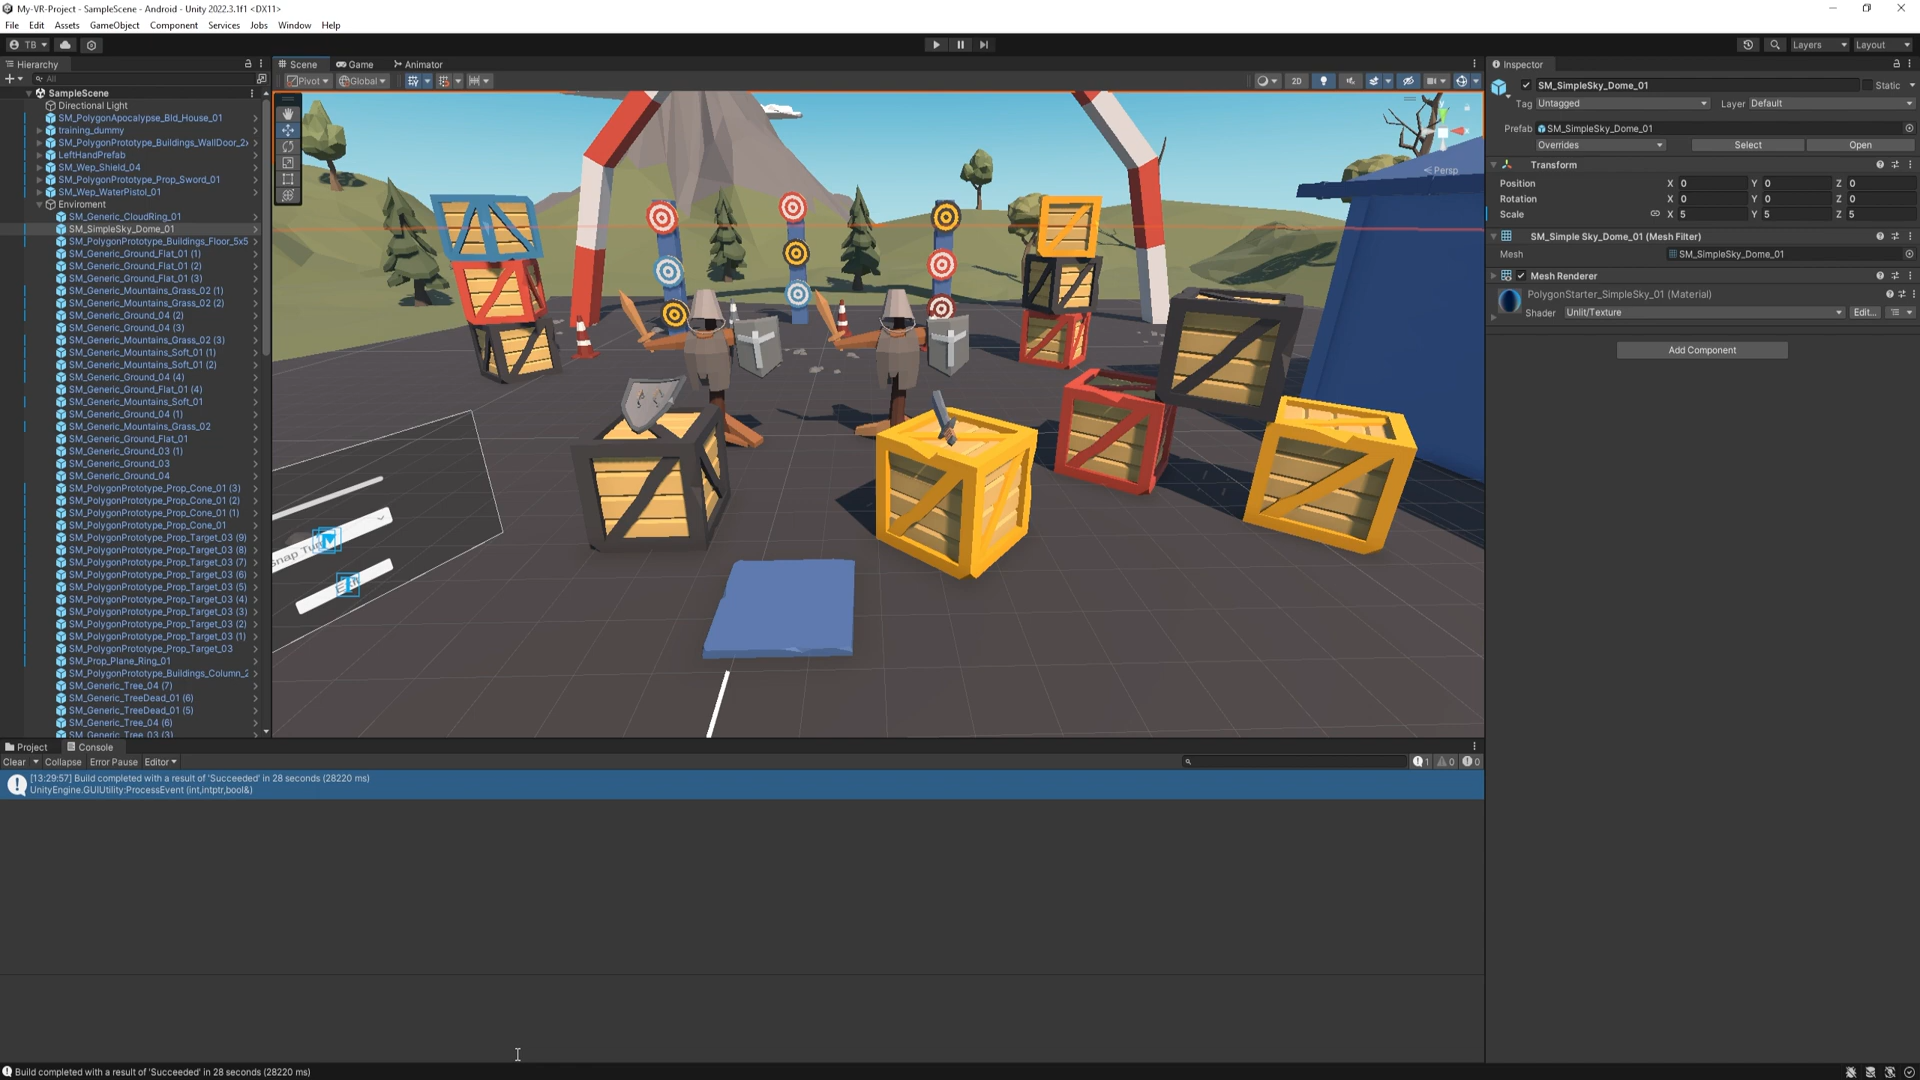 My-VR-Project - SampleScene - Android - Unity 2022.3.1f1 <DX11>
File Edit Assets GameObject Component Services Jobs Window Help
TB Layers Layout
Hierarchy
All
SampleScene
Directional Light
SM_PolygonApocalypse_Bld_House_01
training_dummy
SM_PolygonPrototype_Buildings_WallDoor_2x
LeftHandPrefab
SM_Wep_Shield_04
SM_PolygonPrototype_Prop_Sword_01
SM_Wep_WaterPistol_01
Enviroment
SM_Generic_CloudRing_01
SM_SimpleSky_Dome_01
SM_PolygonPrototype_Buildings_Floor_5x5
SM_Generic_Ground_Flat_01 (1)
SM_Generic_Ground_Flat_01 (2)
SM_Generic_Ground_Flat_01 (3)
SM_Generic_Mountains_Grass_02 (1)
SM_Generic_Mountains_Grass_02 (2)
SM_Generic_Ground_04 (2)
SM_Generic_Ground_04 (3)
SM_Generic_Mountains_Grass_02 (3)
SM_Generic_Mountains_Soft_01 (1)
SM_Generic_Mountains_Soft_01 (2)
SM_Generic_Ground_04 (4)
SM_Generic_Ground_Flat_01 (4)
SM_Generic_Mountains_Soft_01
SM_Generic_Ground_04 (1)
SM_Generic_Mountains_Grass_02
SM_Generic_Ground_Flat_01
SM_Generic_Ground_03 (1)
SM_Generic_Ground_03
SM_Generic_Ground_04
SM_PolygonPrototype_Prop_Cone_01 (3)
SM_PolygonPrototype_Prop_Cone_01 (2)
SM_PolygonPrototype_Prop_Cone_01 (1)
SM_PolygonPrototype_Prop_Cone_01
SM_PolygonPrototype_Prop_Target_03 (9)
SM_PolygonPrototype_Prop_Target_03 (8)
SM_PolygonPrototype_Prop_Target_03 (7)
SM_PolygonPrototype_Prop_Target_03 (6)
SM_PolygonPrototype_Prop_Target_03 (5)
SM_PolygonPrototype_Prop_Target_03 (4)
SM_PolygonPrototype_Prop_Target_03 (3)
SM_PolygonPrototype_Prop_Target_03 (2)
SM_PolygonPrototype_Prop_Target_03 (1)
SM_PolygonPrototype_Prop_Target_03
SM_Prop_Plane_Ring_01
SM_PolygonPrototype_Buildings_Column_2
SM_Generic_Tree_04 (7)
SM_Generic_TreeDead_01 (6)
SM_Generic_TreeDead_01 (5)
SM_Generic_Tree_04 (6)
SM_Generic_Tree_03 (3)
Scene Game Animator
Pivot Global 2D
Persp
Snap
Inspector
SM_SimpleSky_Dome_01 Static
Tag Untagged Layer Default
Prefab SM_SimpleSky_Dome_01
Overrides Select Open
Transform
Position X 0 Y 0 Z 0
Rotation X 0 Y 0 Z 0
Scale X 5 Y 5 Z 5
SM_Simple Sky_Dome_01 (Mesh Filter)
Mesh SM_SimpleSky_Dome_01
Mesh Renderer
PolygonStarter_SimpleSky_01 (Material)
Shader Unlit/Texture Edit...
Add Component
Project Console
Clear Collapse Error Pause Editor 1 0 0
[13:29:57] Build completed with a result of 'Succeeded' in 28 seconds (28220 ms)
UnityEngine.GUIUtility:ProcessEvent (int,intptr,bool&)
Build completed with a result of 'Succeeded' in 28 seconds (28220 ms)